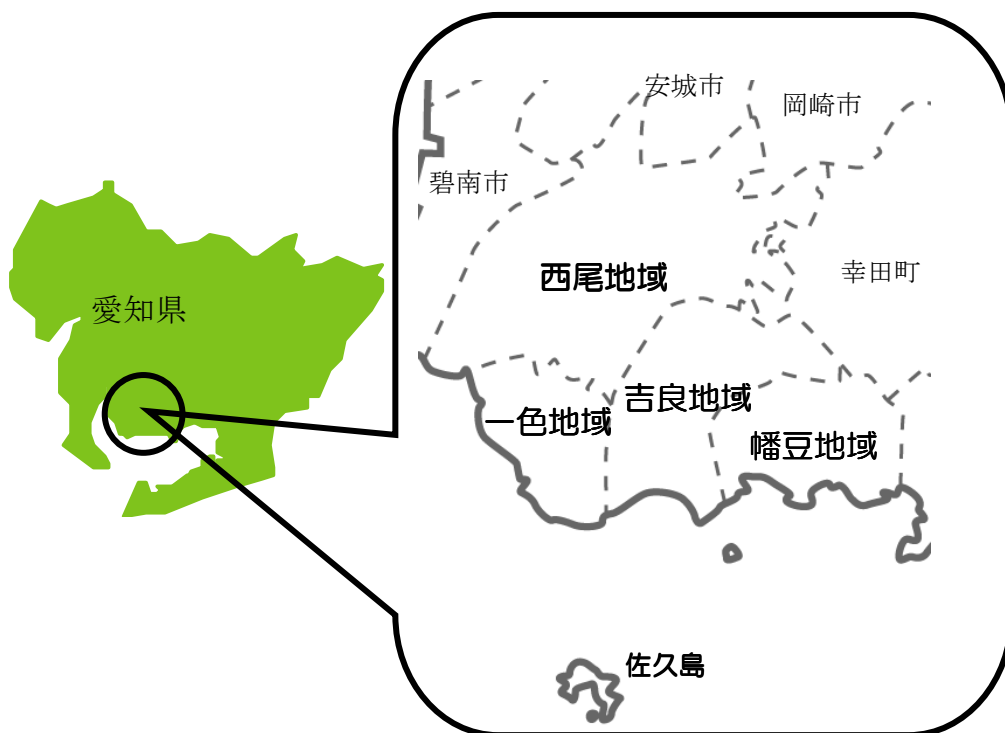 安城市
岡崎市
碧南市
西尾地域
幸田町
愛知県
一色地域
吉良地域
幡豆地域
佐久島